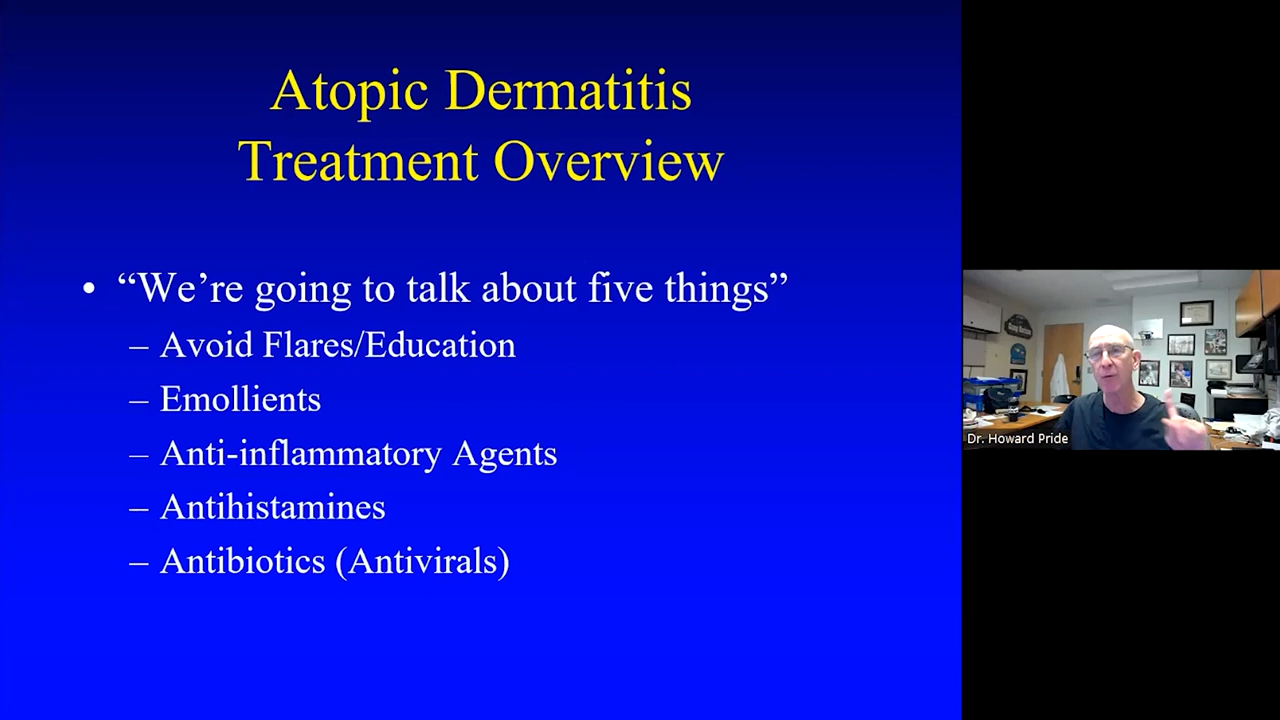 Atopic Dermatitis
Treatment Overview
• “We’re going to talk about five things”
– Avoid Flares/Education
– Emollients
– Anti-inflammatory Agents
– Antihistamines
– Antibiotics (Antivirals)
Dr. Howard Pride